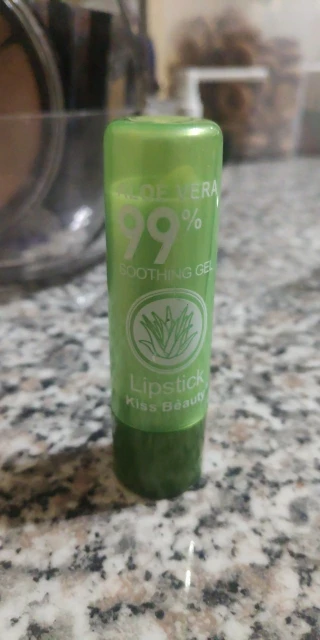 ALOE VERA
99%
SOOTHING GEL
Lipstick
Kiss Beauty